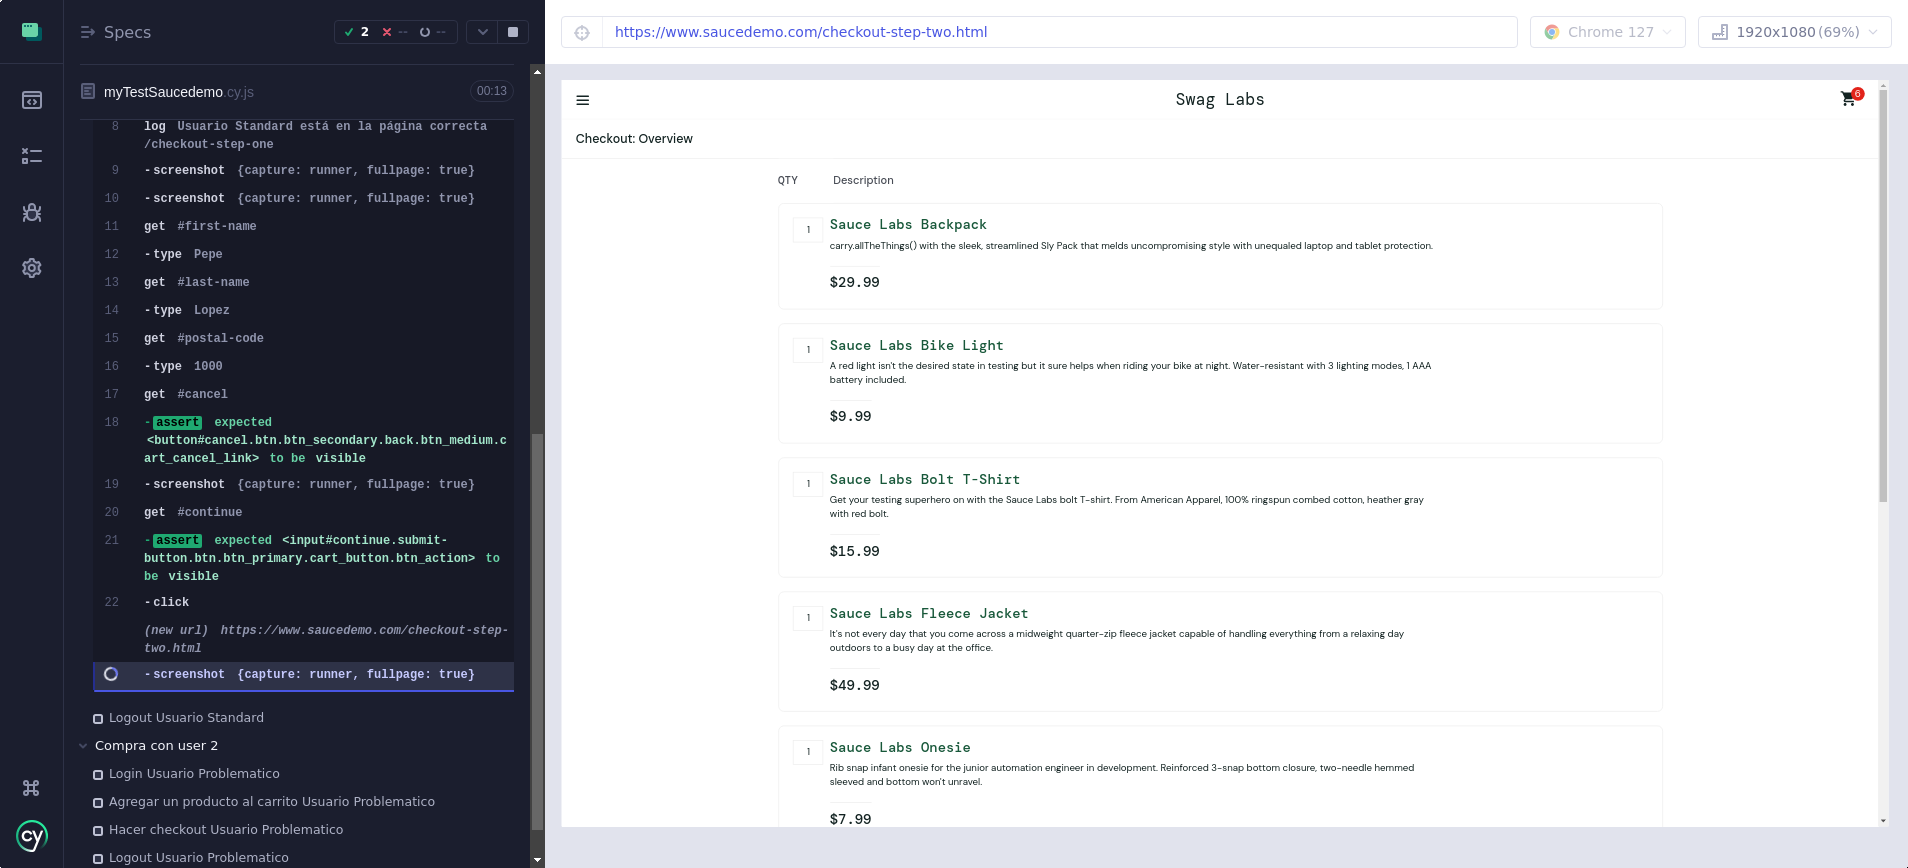 Specs
2
--
--
https://www.saucedemo.com/checkout-step-two.html
Chrome 127
1920x1080 (69%)
myTestSaucedemo.cy.js
00:13
8 log Usuario Standard está en la página correcta
/checkout-step-one
9 -screenshot {capture: runner, fullpage: true}
10 -screenshot {capture: runner, fullpage: true}
11 get #first-name
12 -type Pepe
13 get #last-name
14 -type Lopez
15 get #postal-code
16 -type 1000
17 get #cancel
18 -assert expected
<button#cancel.btn.btn_secondary.back.btn_medium.c
art_cancel_link> to be visible
19 -screenshot {capture: runner, fullpage: true}
20 get #continue
21 -assert expected <input#continue.submit-
button.btn.btn_primary.cart_button.btn_action> to
be visible
22 -click
(new url) https://www.saucedemo.com/checkout-step-
two.html
-screenshot {capture: runner, fullpage: true}
Logout Usuario Standard
Compra con user 2
Login Usuario Problematico
Agregar un producto al carrito Usuario Problematico
Hacer checkout Usuario Problematico
Logout Usuario Problematico
cy
Swag Labs
6
Checkout: Overview
QTY Description
1
Sauce Labs Backpack
carry.allTheThings() with the sleek, streamlined Sly Pack that melds uncompromising style with unequaled laptop and tablet protection.
$29.99
1
Sauce Labs Bike Light
A red light isn't the desired state in testing but it sure helps when riding your bike at night. Water-resistant with 3 lighting modes, 1 AAA
battery included.
$9.99
1
Sauce Labs Bolt T-Shirt
Get your testing superhero on with the Sauce Labs bolt T-shirt. From American Apparel, 100% ringspun combed cotton, heather gray
with red bolt.
$15.99
1
Sauce Labs Fleece Jacket
It's not every day that you come across a midweight quarter-zip fleece jacket capable of handling everything from a relaxing day
outdoors to a busy day at the office.
$49.99
1
Sauce Labs Onesie
Rib snap infant onesie for the junior automation engineer in development. Reinforced 3-snap bottom closure, two-needle hemmed
sleeved and bottom won't unravel.
$7.99